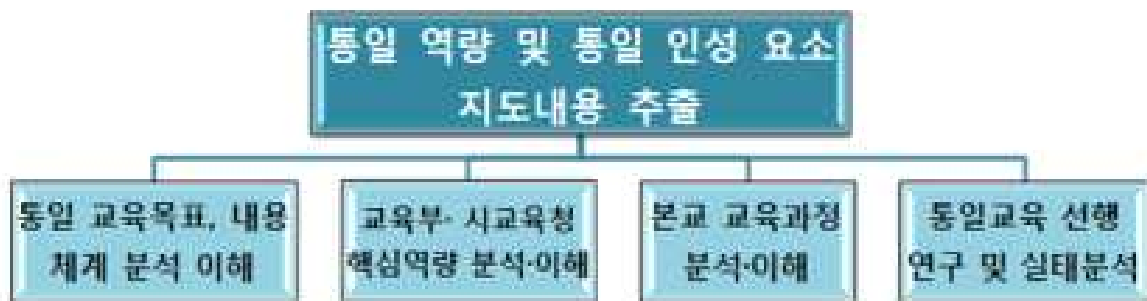 통일 역량 및 통일 인성 요소
지도내용 추출
통일 교육목표, 내용
체계 분석 이해
교육부· 시교육청
핵심역량 분석·이해
본교 교육과정
분석·이해
통일교육 선행
연구 및 실태분석